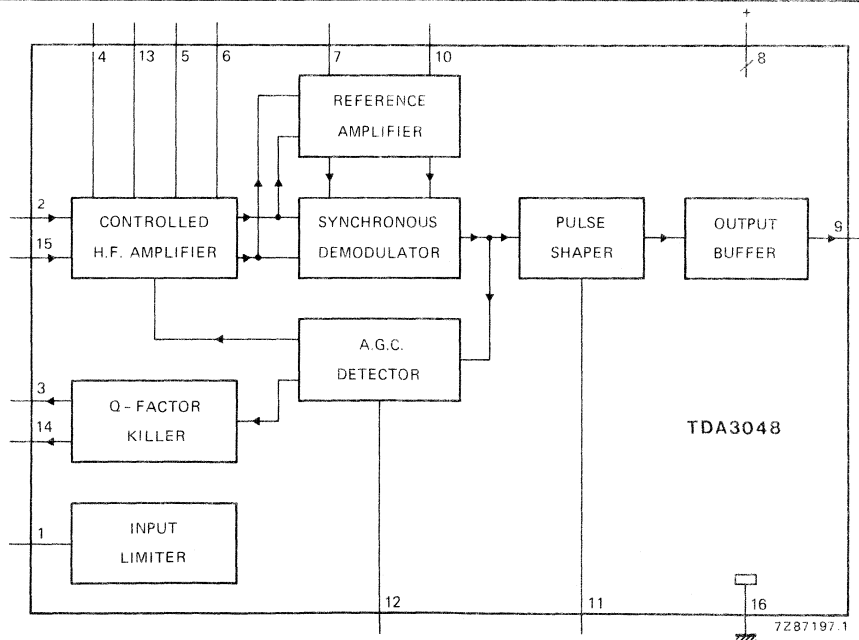 +
4 13 5 6 7 10 8
REFERENCE
AMPLIFIER
2
15
CONTROLLED
H.F. AMPLIFIER
SYNCHRONOUS
DEMODULATOR
PULSE
SHAPER
OUTPUT
BUFFER
9
A.G.C.
DETECTOR
3
14
Q-FACTOR
KILLER
TDA3048
1
INPUT
LIMITER
12 11 16
7Z87197.1